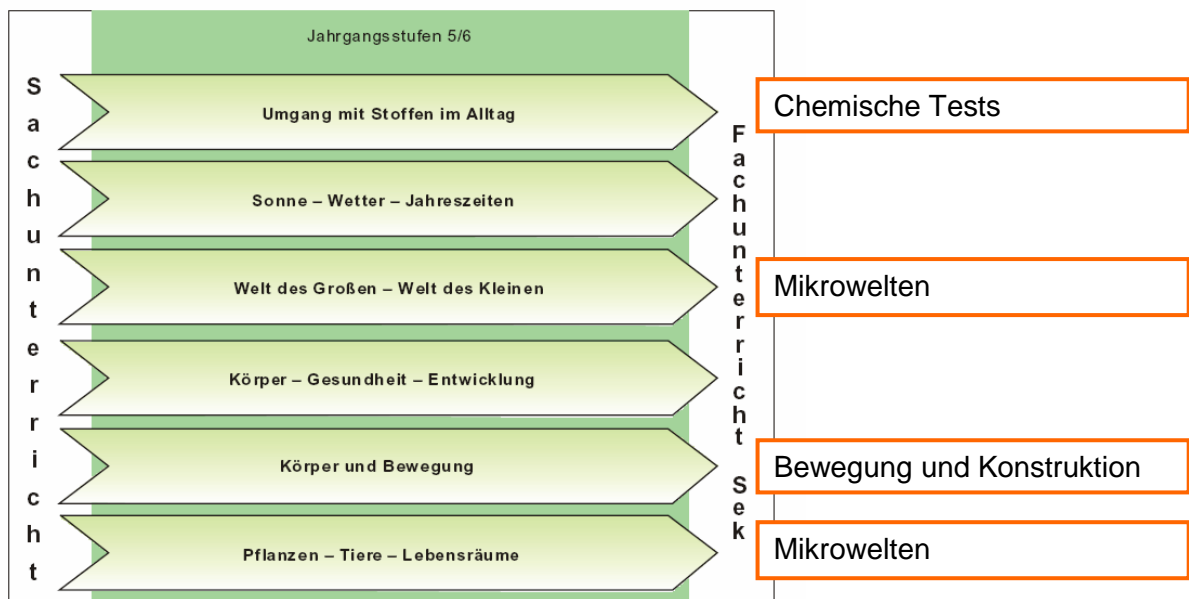 Jahrgangsstufen 5/6
Sachunterricht
Umgang mit Stoffen im Alltag
Sonne – Wetter – Jahreszeiten
Welt des Großen – Welt des Kleinen
Körper – Gesundheit – Entwicklung
Körper und Bewegung
Pflanzen – Tiere – Lebensräume
Fachunterricht Sek
Chemische Tests
Mikrowelten
Bewegung und Konstruktion
Mikrowelten